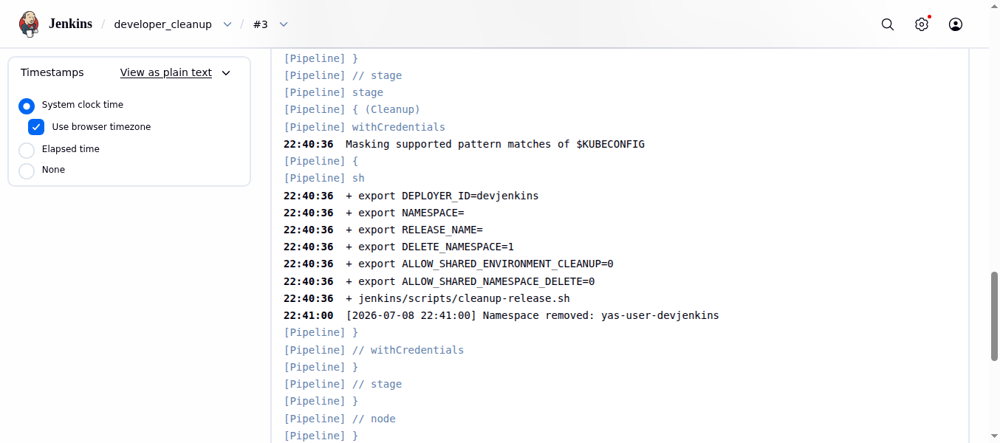 Jenkins / developer_cleanup / #3
Timestamps View as plain text
System clock time
Use browser timezone
Elapsed time
None
[Pipeline] }
[Pipeline] // stage
[Pipeline] stage
[Pipeline] { (Cleanup)
[Pipeline] withCredentials
22:40:36 Masking supported pattern matches of $KUBECONFIG
[Pipeline] {
[Pipeline] sh
22:40:36 + export DEPLOYER_ID=devjenkins
22:40:36 + export NAMESPACE=
22:40:36 + export RELEASE_NAME=
22:40:36 + export DELETE_NAMESPACE=1
22:40:36 + export ALLOW_SHARED_ENVIRONMENT_CLEANUP=0
22:40:36 + export ALLOW_SHARED_NAMESPACE_DELETE=0
22:40:36 + jenkins/scripts/cleanup-release.sh
22:41:00 [2026-07-08 22:41:00] Namespace removed: yas-user-devjenkins
[Pipeline] }
[Pipeline] // withCredentials
[Pipeline] }
[Pipeline] // stage
[Pipeline] }
[Pipeline] // node
[Pipeline] }